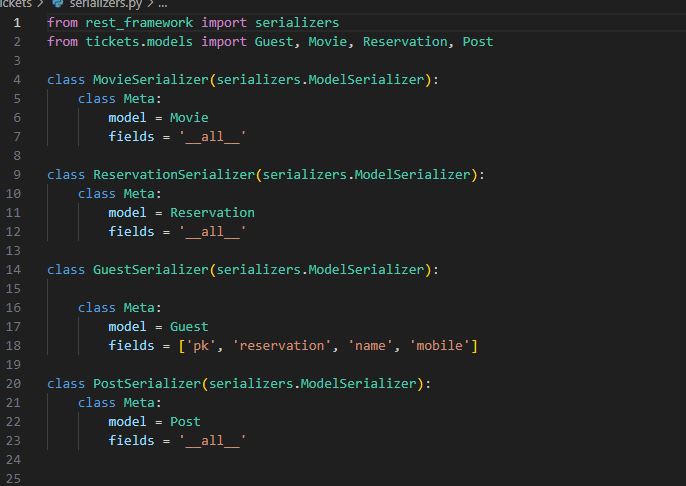 tickets > serializers.py > ...
1 from rest_framework import serializers
2 from tickets.models import Guest, Movie, Reservation, Post
3
4 class MovieSerializer(serializers.ModelSerializer):
5     class Meta:
6         model = Movie
7         fields = '__all__'
8
9 class ReservationSerializer(serializers.ModelSerializer):
10     class Meta:
11         model = Reservation
12         fields = '__all__'
13
14 class GuestSerializer(serializers.ModelSerializer):
15
16     class Meta:
17         model = Guest
18         fields = ['pk', 'reservation', 'name', 'mobile']
19
20 class PostSerializer(serializers.ModelSerializer):
21     class Meta:
22         model = Post
23         fields = '__all__'
24
25